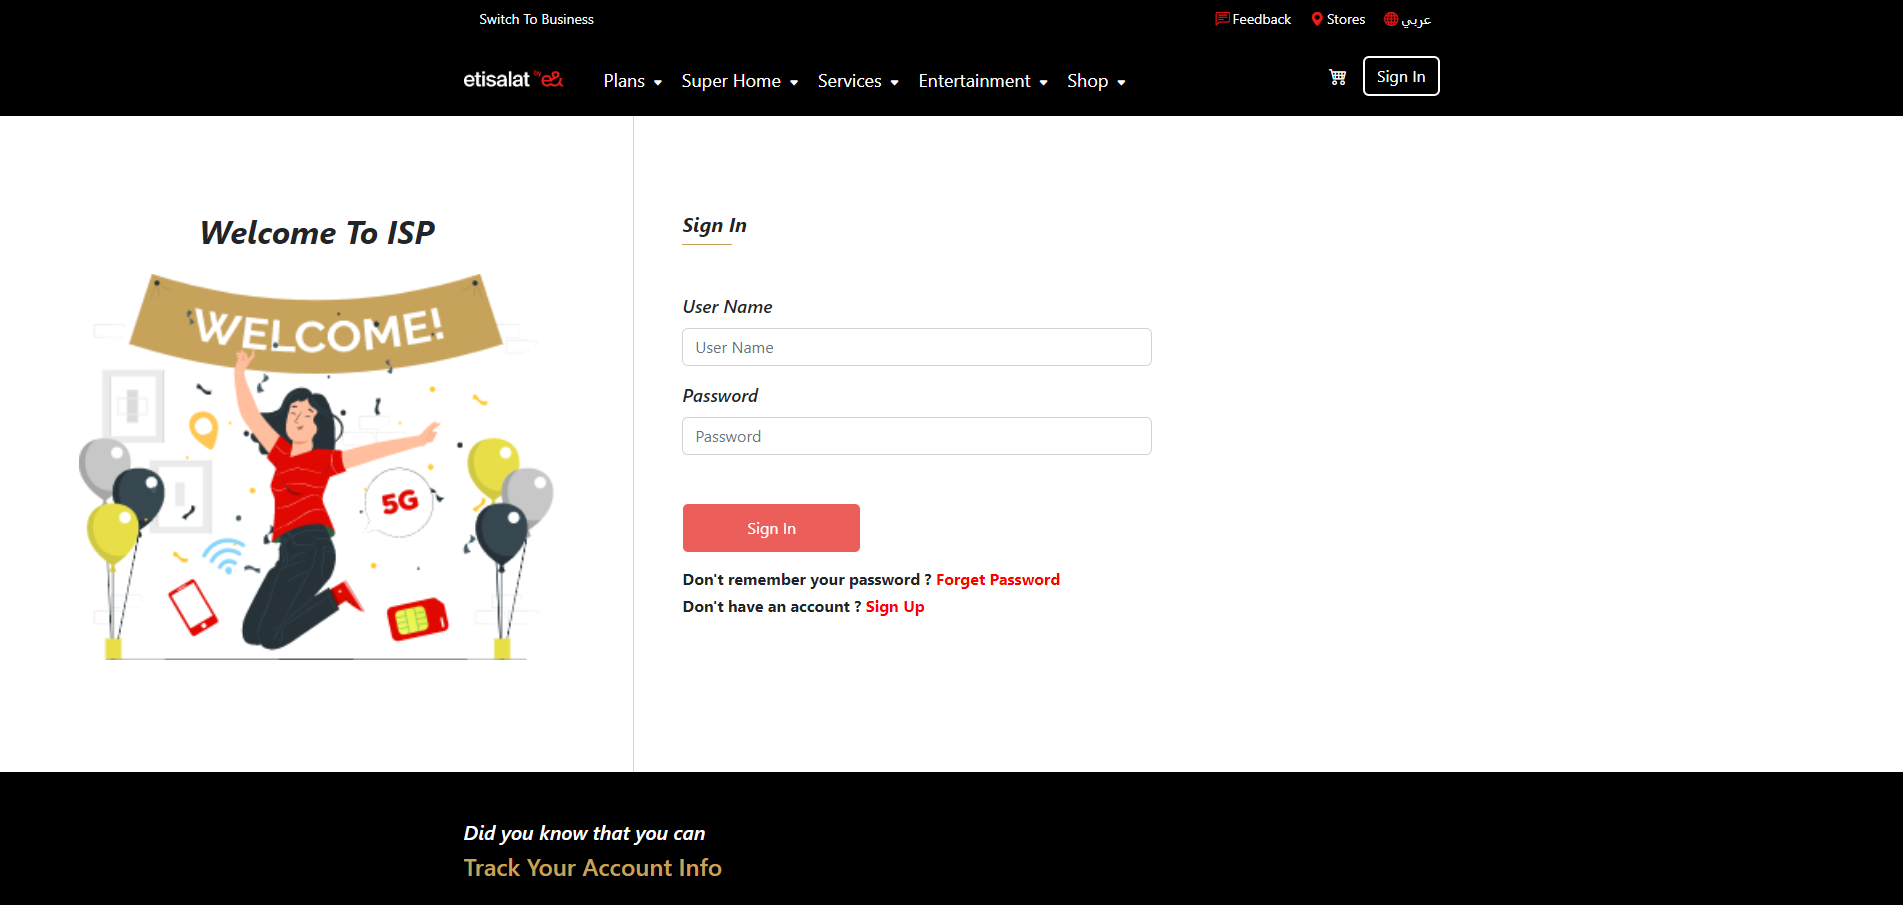 Switch To Business
Feedback
Stores
عربي
etisalat by e&
Plans
Super Home
Services
Entertainment
Shop
Sign In
Welcome To ISP
WELCOME!
5G
Sign In
User Name
User Name
Password
Password
Sign In
Don't remember your password ? Forget Password
Don't have an account ? Sign Up
Did you know that you can
Track Your Account Info